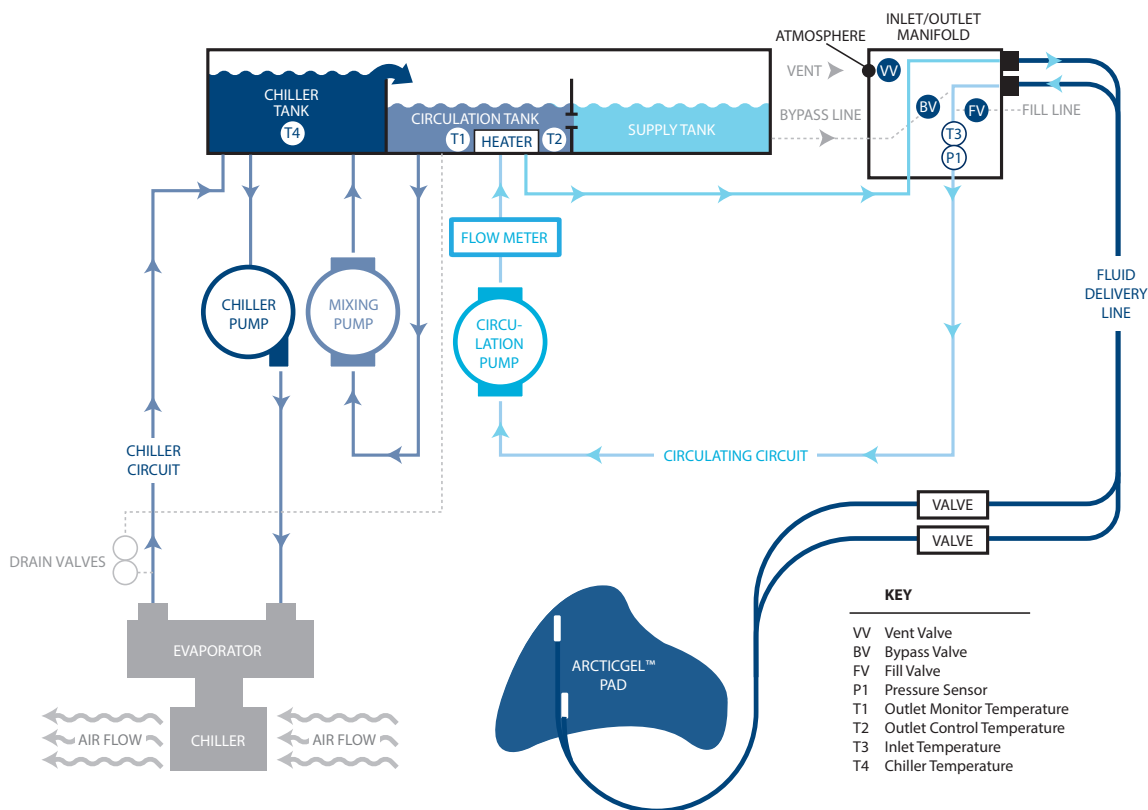 INLET/OUTLET
MANIFOLD
ATMOSPHERE
VENT
VV
CHILLER
TANK
T4
CIRCULATION TANK
T1
HEATER
T2
SUPPLY TANK
BYPASS LINE
BV
FV
FILL LINE
T3
P1
FLOW METER
CHILLER
PUMP
MIXING
PUMP
CIRCU-
LATION
PUMP
FLUID
DELIVERY
LINE
CHILLER
CIRCUIT
CIRCULATING CIRCUIT
VALVE
VALVE
DRAIN VALVES
EVAPORATOR
CHILLER
AIR FLOW
AIR FLOW
ARCTICGEL™
PAD
KEY
VV Vent Valve
BV Bypass Valve
FV Fill Valve
P1 Pressure Sensor
T1 Outlet Monitor Temperature
T2 Outlet Control Temperature
T3 Inlet Temperature
T4 Chiller Temperature